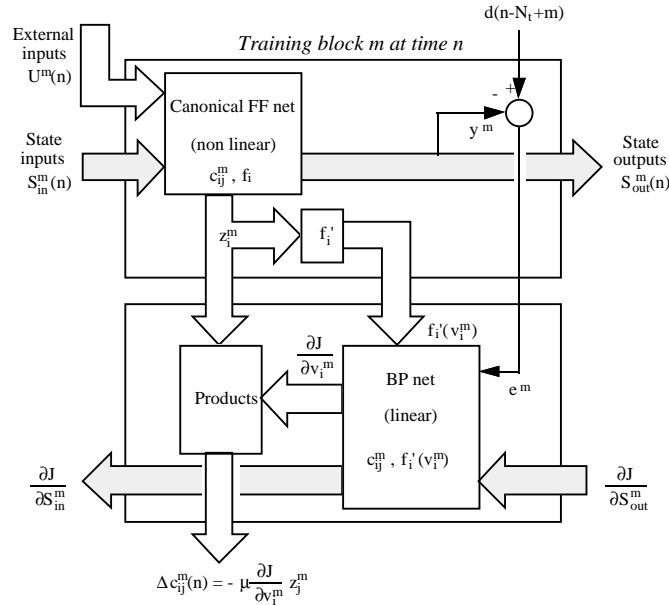 External
inputs
U^m(n)
Training block m at time n
d(n-N_t+m)
Canonical FF net
(non linear)
c_ij^m , f_i
- +
y^m
State
inputs
S_in^m(n)
State
outputs
S_out^m(n)
z_i^m
f_i'
f_i'(v_i^m)
∂J
∂v_i^m
Products
BP net
(linear)
c_ij^m , f_i'(v_i^m)
e^m
∂J
∂S_in^m
∂J
∂S_out^m
Δc_ij^m(n) = - μ ∂J/∂v_i^m z_j^m